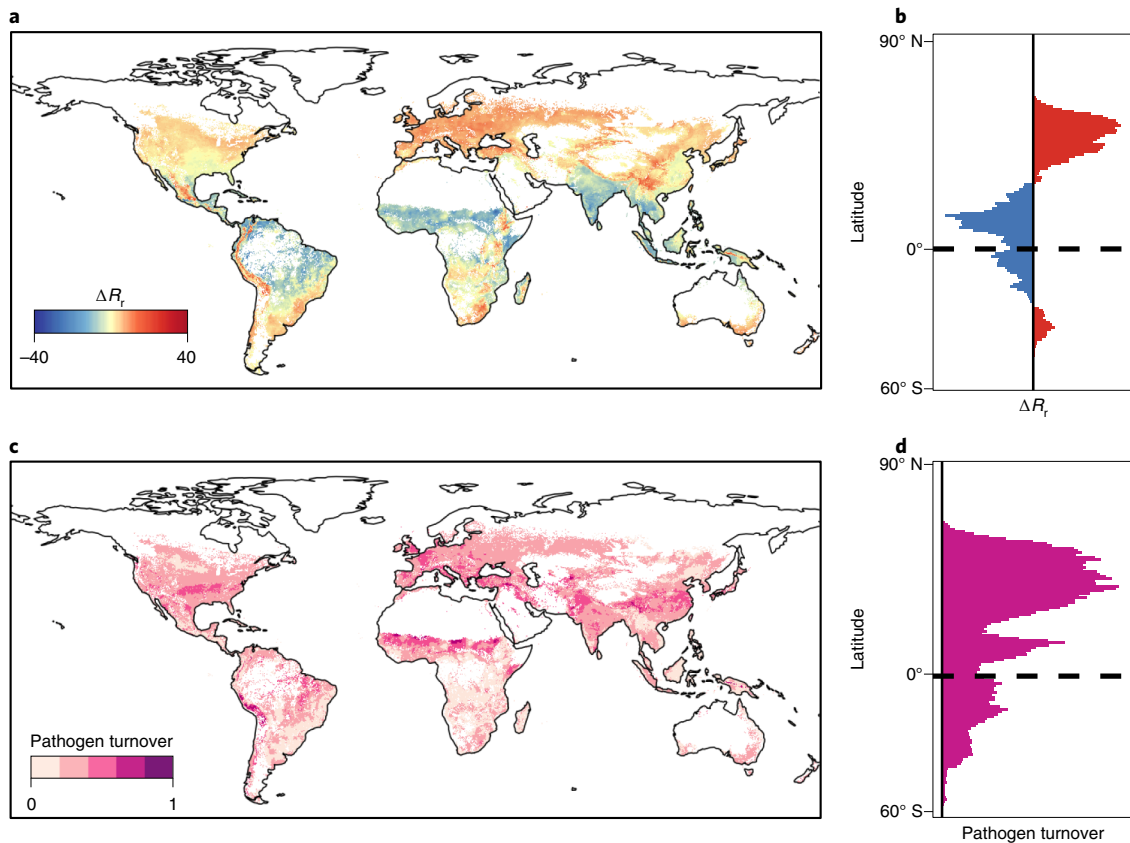 a
b
90° N
Latitude
0°
60° S
ΔRr
ΔRr
–40
40
c
d
90° N
Latitude
0°
60° S
Pathogen turnover
Pathogen turnover
0
1